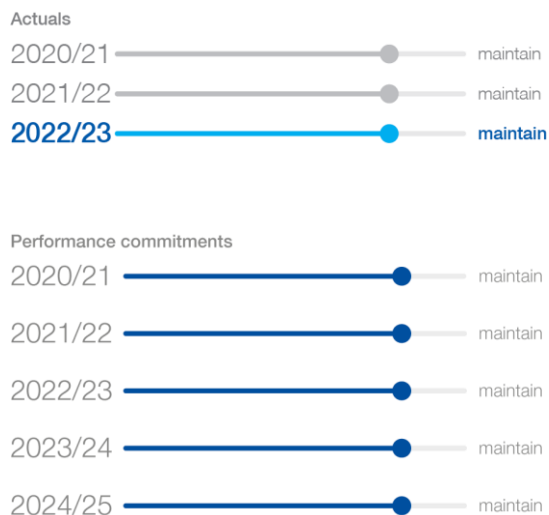 Actuals
2020/21 maintain
2021/22 maintain
2022/23 maintain
Performance commitments
2020/21 maintain
2021/22 maintain
2022/23 maintain
2023/24 maintain
2024/25 maintain